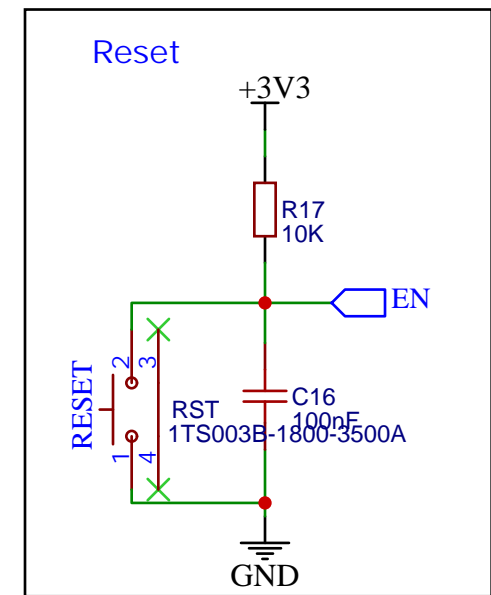 Reset
+3V3
R17
10K
EN
RESET
2
3
1
4
C16
100nF
RST
1TS003B-1800-3500A
GND